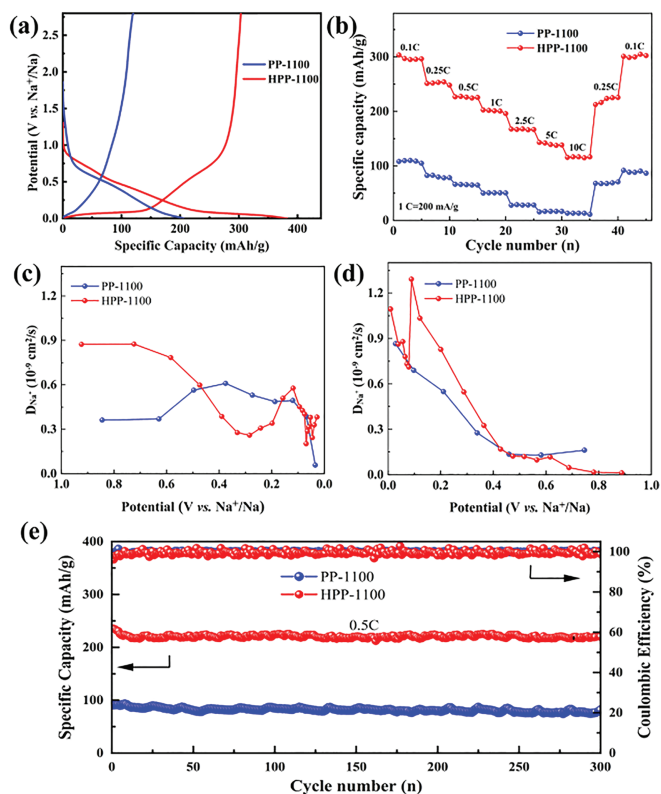 (a)
Potential (V vs. Na⁺/Na)
2.5
2.0
1.5
1.0
0.5
0.0
PP-1100
HPP-1100
0 100 200 300 400
Specific Capacity (mAh/g)
(b)
Specific capacity (mAh/g)
300
200
100
0
PP-1100
HPP-1100
0.1C
0.25C
0.5C
1C
2.5C
5C
10C
0.25C
0.1C
1 C=200 mA/g
0 10 20 30 40
Cycle number (n)
(c)
D_Na⁺ (10⁻⁹ cm²/s)
1.2
0.9
0.6
0.3
0.0
PP-1100
HPP-1100
1.0 0.8 0.6 0.4 0.2 0.0
Potential (V vs. Na⁺/Na)
(d)
D_Na⁺ (10⁻⁹ cm²/s)
1.2
0.9
0.6
0.3
0.0
PP-1100
HPP-1100
0.0 0.2 0.4 0.6 0.8 1.0
Potential (V vs. Na⁺/Na)
(e)
Specific Capacity (mAh/g)
400
300
200
100
0
PP-1100
HPP-1100
0.5C
100
80
60
40
20
0
Coulombic Efficiency (%)
0 50 100 150 200 250 300
Cycle number (n)